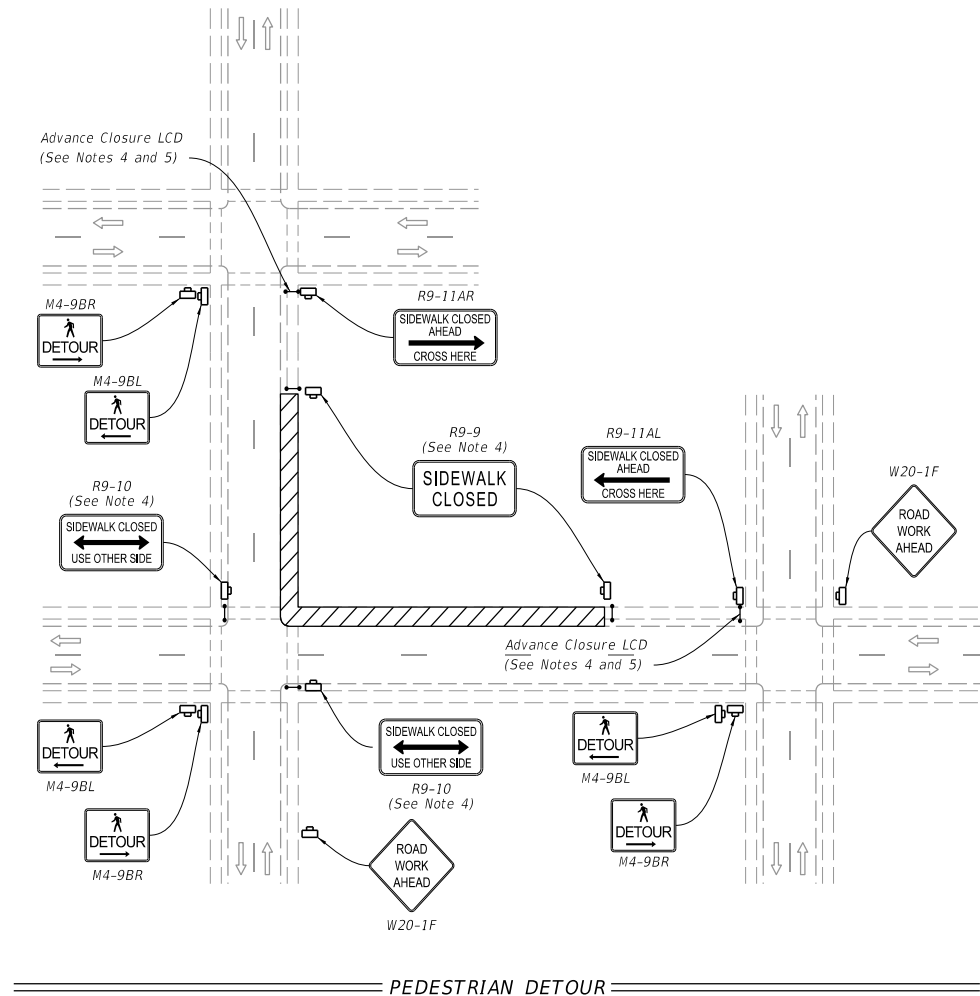 Advance Closure LCD
(See Notes 4 and 5)
M4-9BR
DETOUR
M4-9BL
DETOUR
R9-11AR
SIDEWALK CLOSED
AHEAD
CROSS HERE
R9-9
(See Note 4)
SIDEWALK
CLOSED
R9-11AL
SIDEWALK CLOSED
AHEAD
CROSS HERE
W20-1F
ROAD
WORK
AHEAD
R9-10
(See Note 4)
SIDEWALK CLOSED
USE OTHER SIDE
Advance Closure LCD
(See Notes 4 and 5)
DETOUR
M4-9BL
DETOUR
M4-9BR
SIDEWALK CLOSED
USE OTHER SIDE
R9-10
(See Note 4)
ROAD
WORK
AHEAD
W20-1F
DETOUR
M4-9BL
DETOUR
M4-9BR
PEDESTRIAN DETOUR